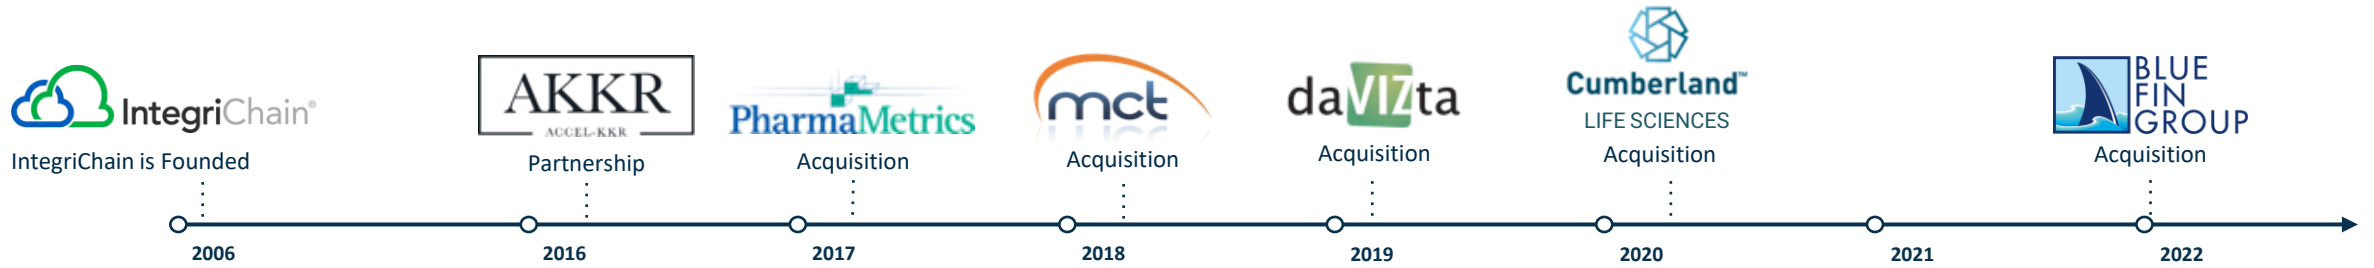 IntegriChain®
IntegriChain is Founded
AKKR
ACCEL-KKR
Partnership
PharmaMetrics
Acquisition
mct
Acquisition
daVIZta
Acquisition
Cumberland™
LIFE SCIENCES
Acquisition
BLUE
FIN
GROUP
Acquisition
2006
2016
2017
2018
2019
2020
2021
2022